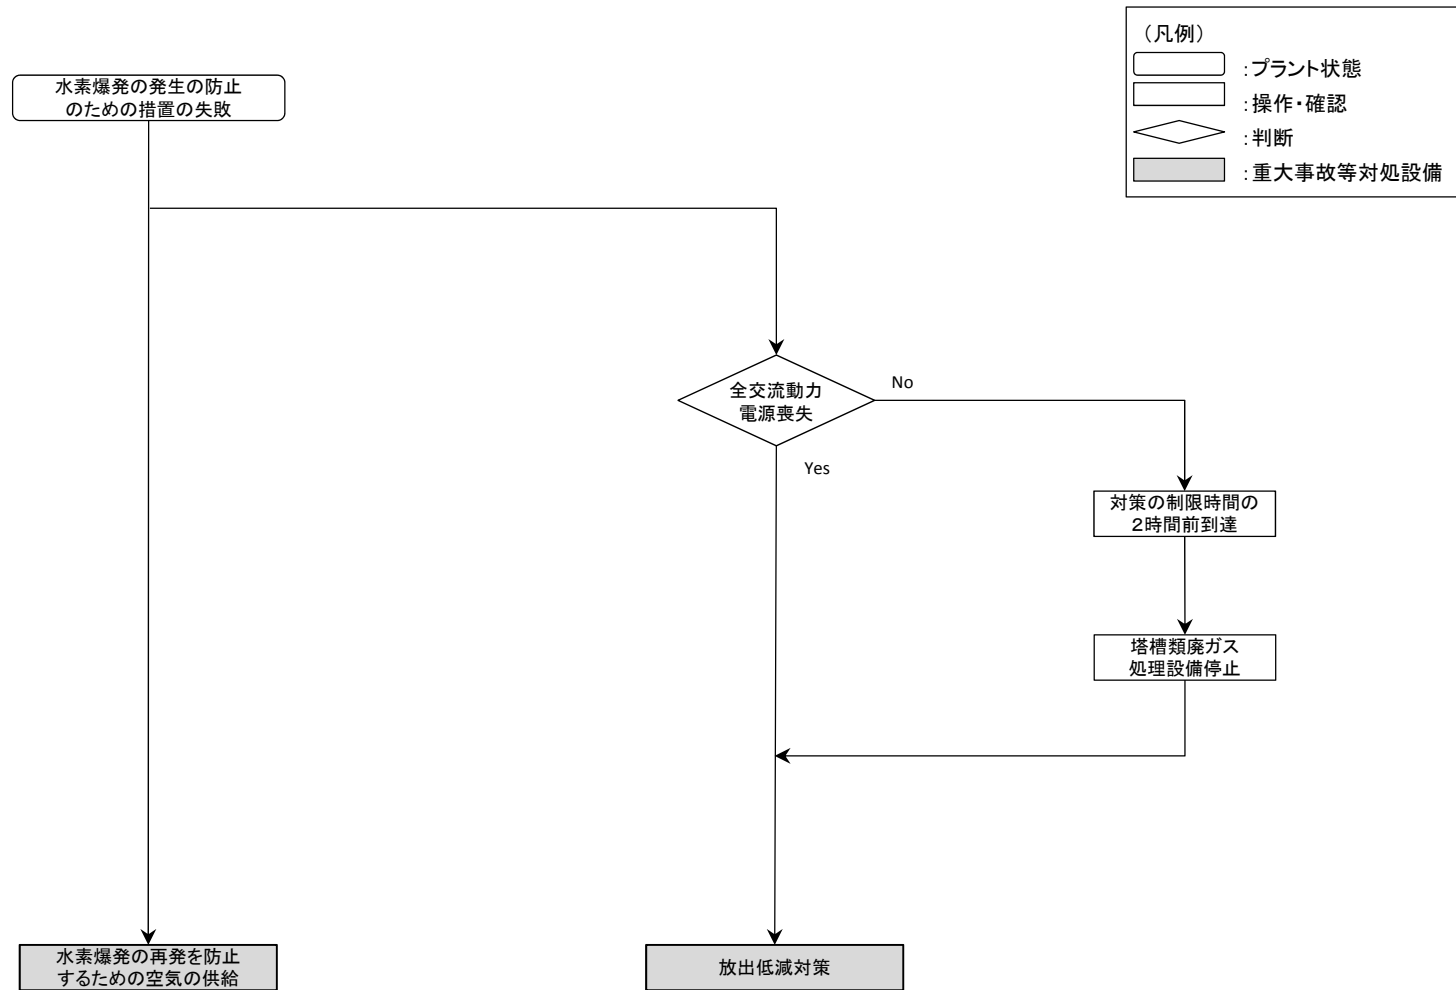 (凡例)
:プラント状態
:操作・確認
:判断
:重大事故等対処設備
水素爆発の発生の防止
のための措置の失敗
全交流動力
電源喪失
No
Yes
対策の制限時間の
2時間前到達
塔槽類廃ガス
処理設備停止
水素爆発の再発を防止
するための空気の供給
放出低減対策